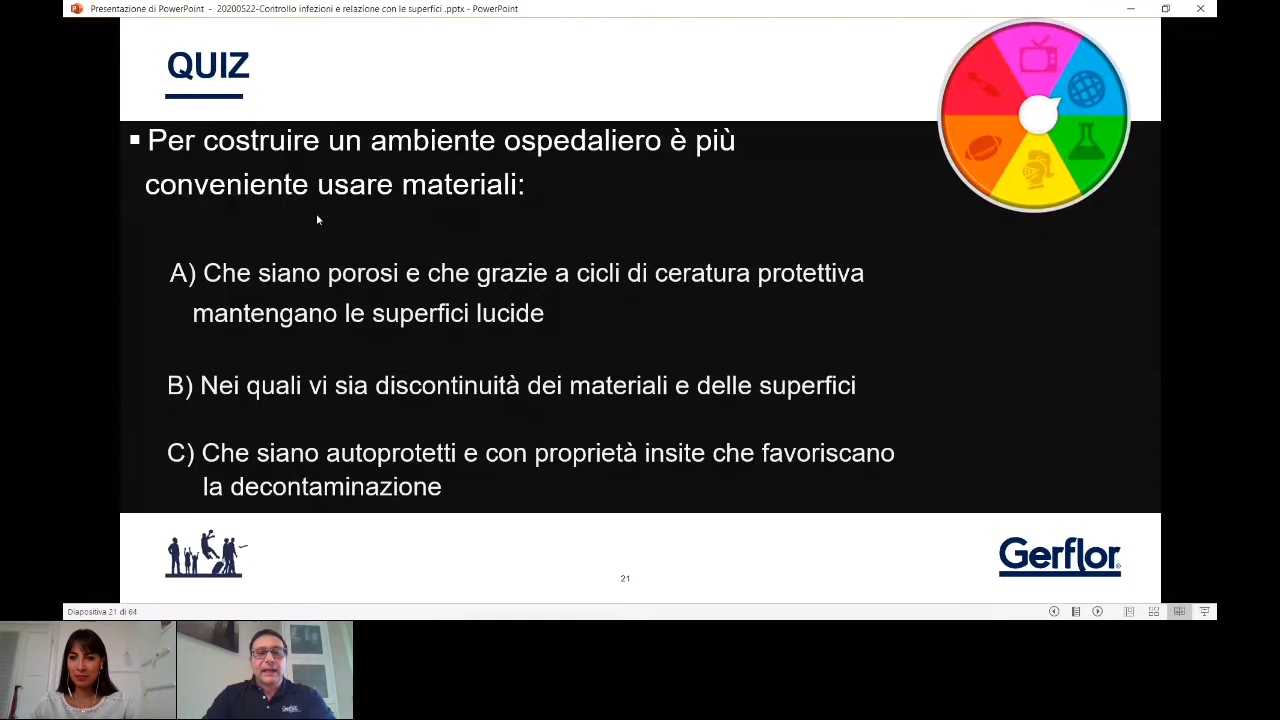 Presentazione di PowerPoint - 20200522-Controllo infezioni e relazione con le superfici .pptx - PowerPoint
QUIZ
Per costruire un ambiente ospedaliero è più
conveniente usare materiali:
A) Che siano porosi e che grazie a cicli di ceratura protettiva
mantengano le superfici lucide
B) Nei quali vi sia discontinuità dei materiali e delle superfici
C) Che siano autoprotetti e con proprietà insite che favoriscano
la decontaminazione
Gerflor
21
Diapositiva 21 di 64
Gerflor